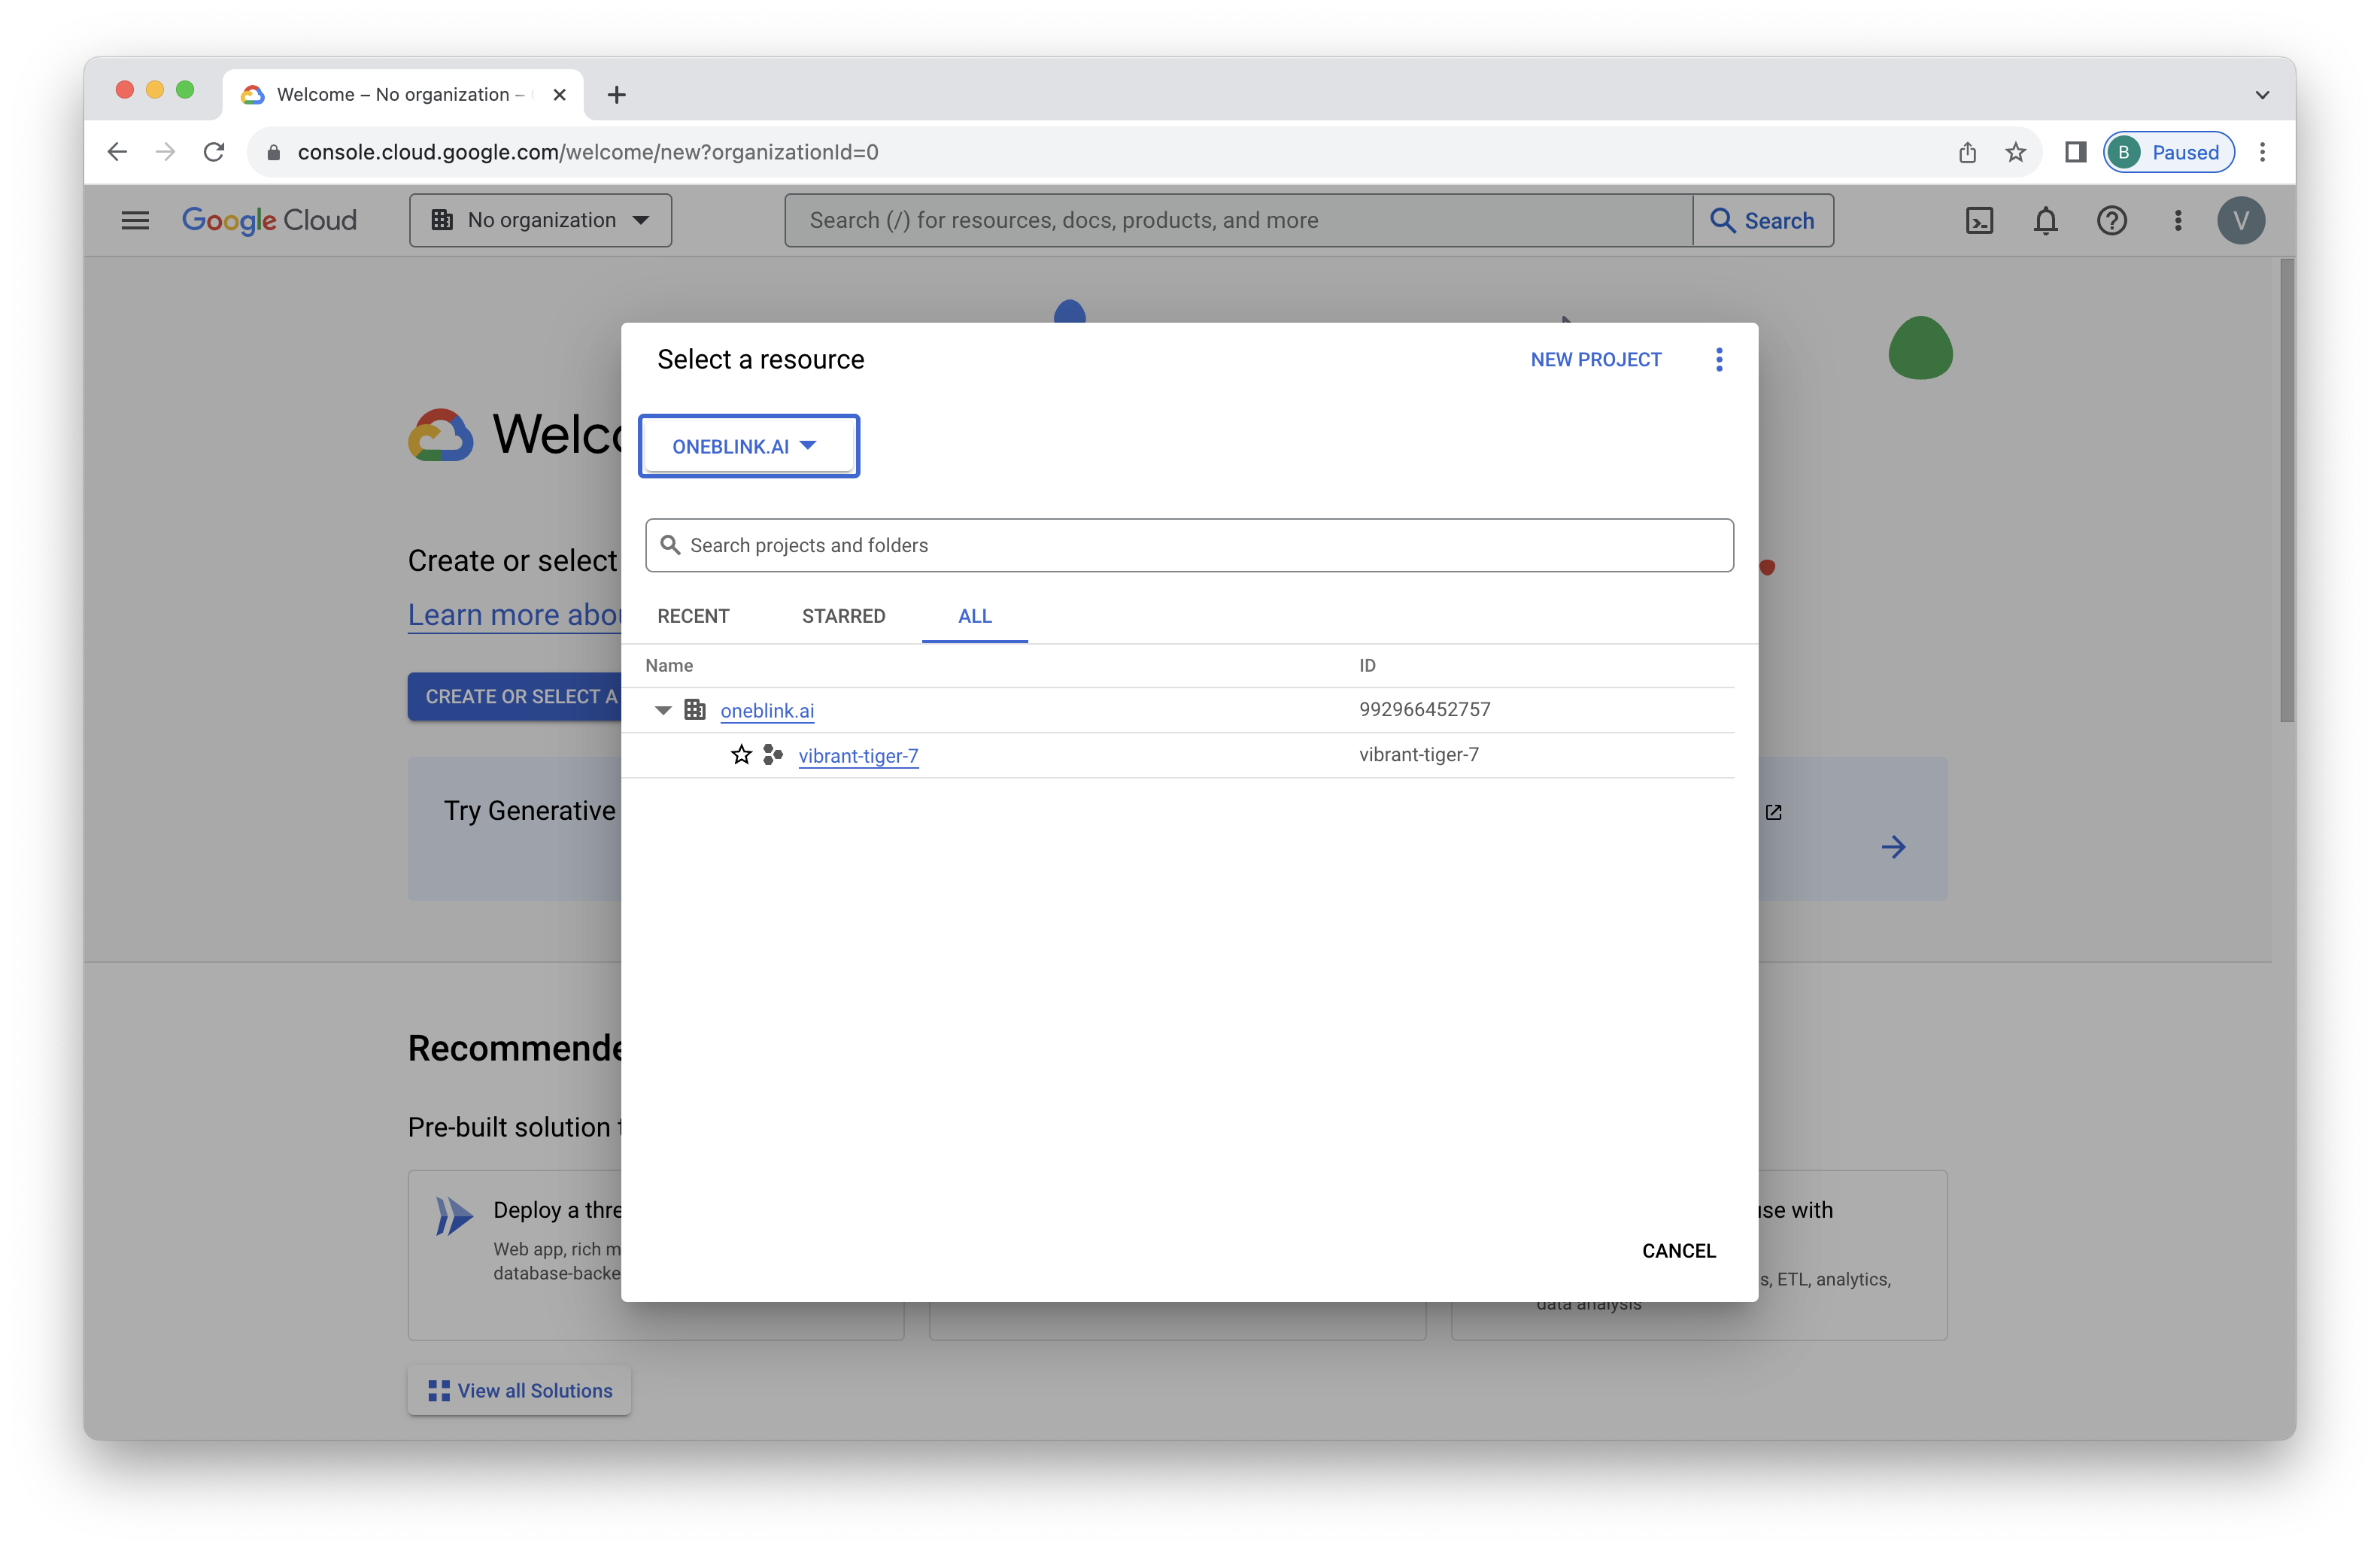 Welcome – No organization –
console.cloud.google.com/welcome/new?organizationId=0
B Paused
Google Cloud
No organization
Search (/) for resources, docs, products, and more
Search
V
Select a resource
NEW PROJECT
ONEBLINK.AI
Search projects and folders
RECENT STARRED ALL
Name ID
oneblink.ai 992966452757
vibrant-tiger-7 vibrant-tiger-7
CANCEL
Welco
Create or select
Learn more abou
CREATE OR SELECT A
Try Generative
Recommende
Pre-built solution t
Deploy a thre
Web app, rich m
database-backe
use with
s, ETL, analytics,
data analysis
View all Solutions